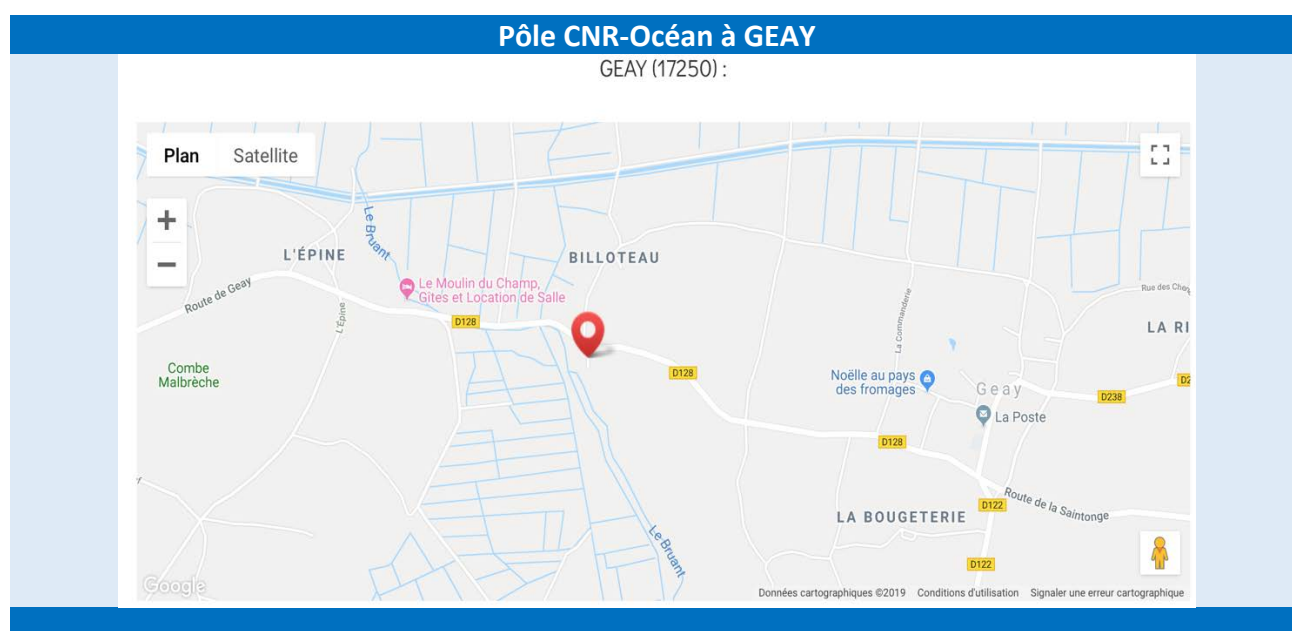 Pôle CNR-Océan à GEAY
GEAY (17250) :
Plan Satellite
+
−
Le Bruant
L'ÉPINE
BILLOTEAU
Le Moulin du Champ,
Gîtes et Location de Salle
Route de Geay
L'Épine
D128
La Commanderie
LA RI
Combe
Malbrèche
D128
Noëlle au pays
des fromages
Geay
D238
La Poste
D128
LA BOUGETERIE
D122
Route de la Saintonge
Le Bruant
D122
Google
Données cartographiques ©2019 Conditions d'utilisation Signaler une erreur cartographique